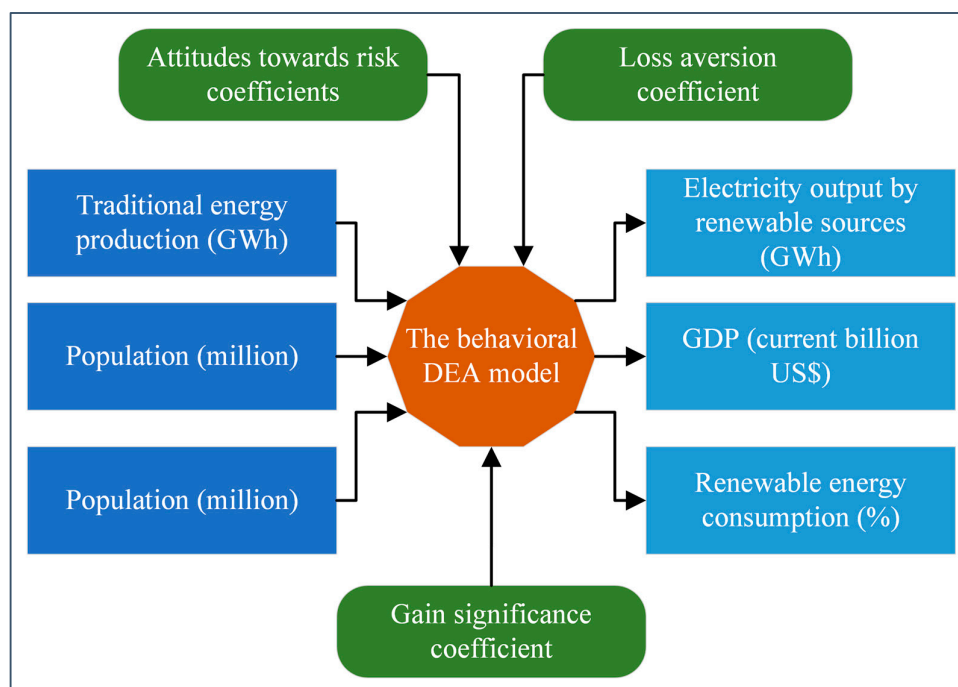 Attitudes towards risk
coefficients
Loss aversion
coefficient
Traditional energy
production (GWh)
Population (million)
Population (million)
The behavioral
DEA model
Electricity output by
renewable sources
(GWh)
GDP (current billion
US$)
Renewable energy
consumption (%)
Gain significance
coefficient